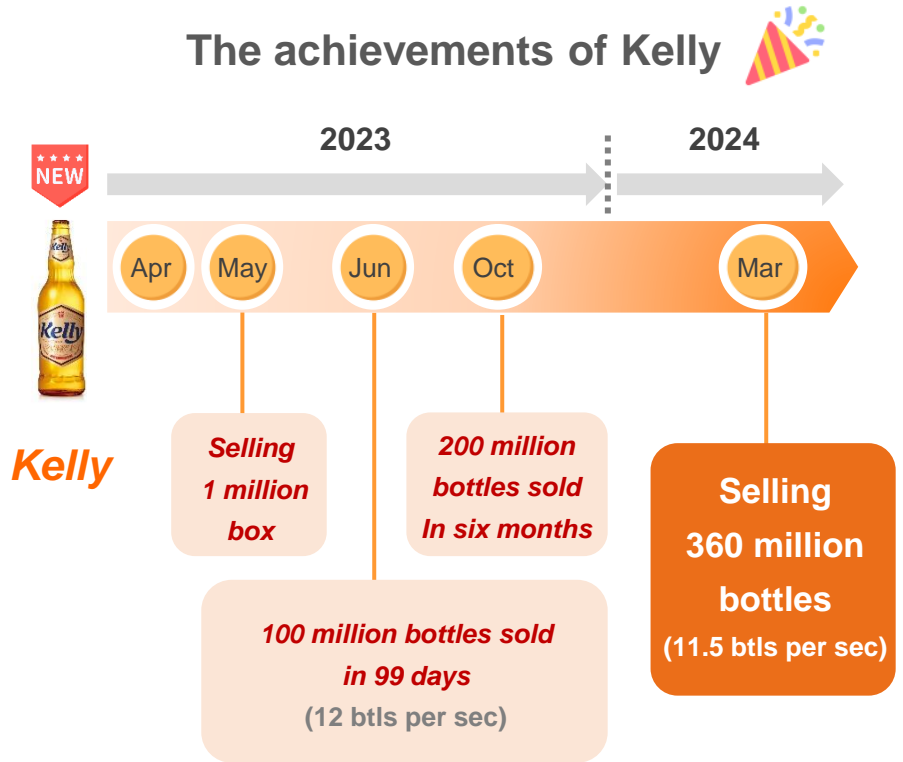 The achievements of Kelly
2023
2024
NEW
Kelly
Kelly
Apr
May
Jun
Oct
Mar
Kelly
Selling
1 million
box
200 million
bottles sold
In six months
Selling
360 million
bottles
(11.5 btls per sec)
100 million bottles sold
in 99 days
(12 btls per sec)